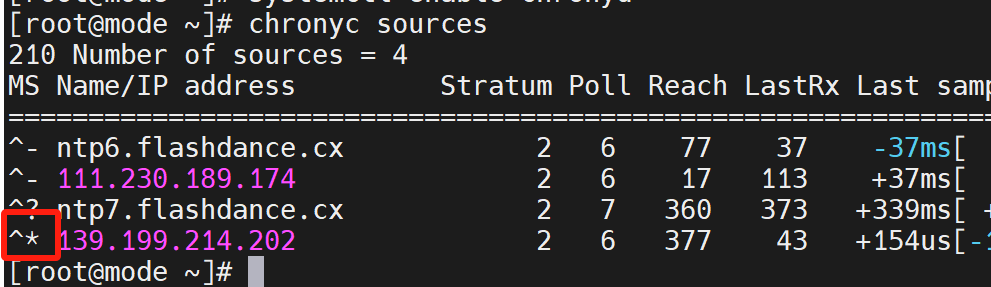 [root@mode ~]# chronyc sources
210 Number of sources = 4
MS Name/IP address         Stratum Poll Reach LastRx Last samp
==============================================================
^- ntp6.flashdance.cx            2   6    77    37    -37ms[
^- 111.230.189.174               2   6    17   113    +37ms[
^? ntp7.flashdance.cx            2   7   360   373   +339ms[ +
^* 139.199.214.202               2   6   377    43   +154us[-1
[root@mode ~]#